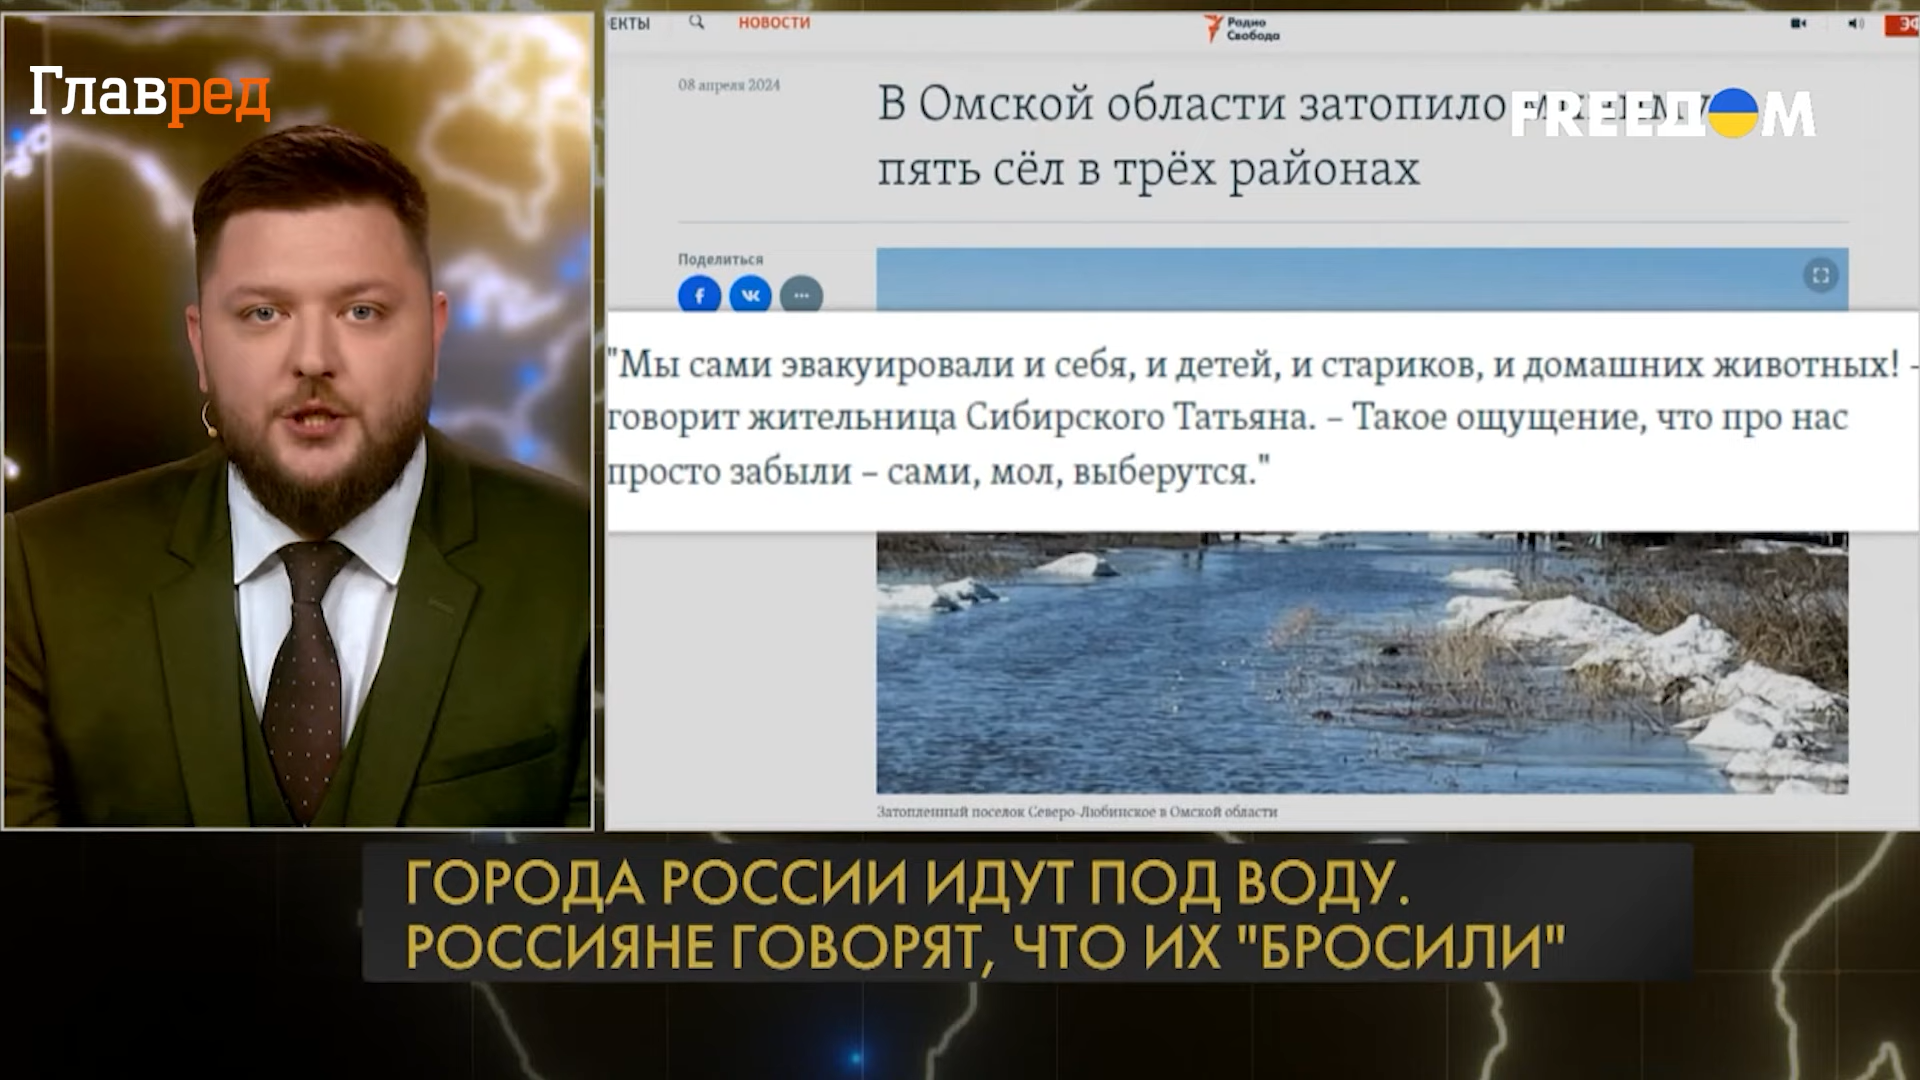 Главред
ЕКТЫ
НОВОСТИ
Радио
Свобода
08 апреля 2024
В Омской области затопило
FREEДОМ
пять сёл в трёх районах
Поделиться
"Мы сами эвакуировали и себя, и детей, и стариков, и домашних животных! -
говорит жительница Сибирского Татьяна. – Такое ощущение, что про нас
просто забыли – сами, мол, выберутся."
Затопленный поселок Северо-Любинское в Омской области
ГОРОДА РОССИИ ИДУТ ПОД ВОДУ.
РОССИЯНЕ ГОВОРЯТ, ЧТО ИХ "БРОСИЛИ"